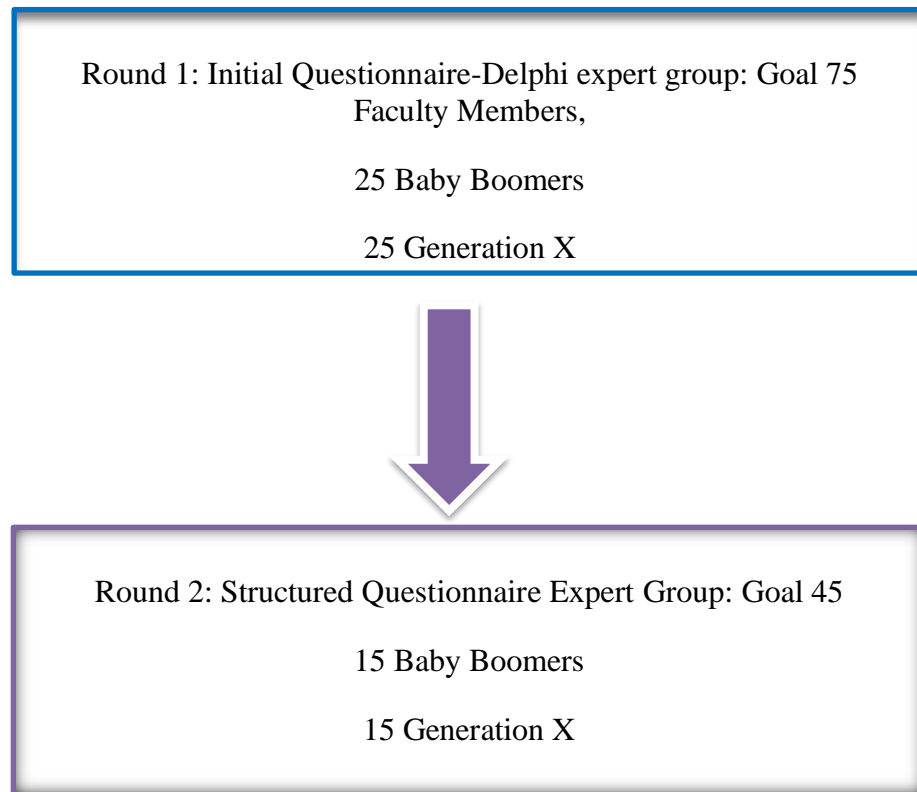 Round 1: Initial Questionnaire-Delphi expert group: Goal 75
Faculty Members,
25 Baby Boomers
25 Generation X
Round 2: Structured Questionnaire Expert Group: Goal 45
15 Baby Boomers
15 Generation X